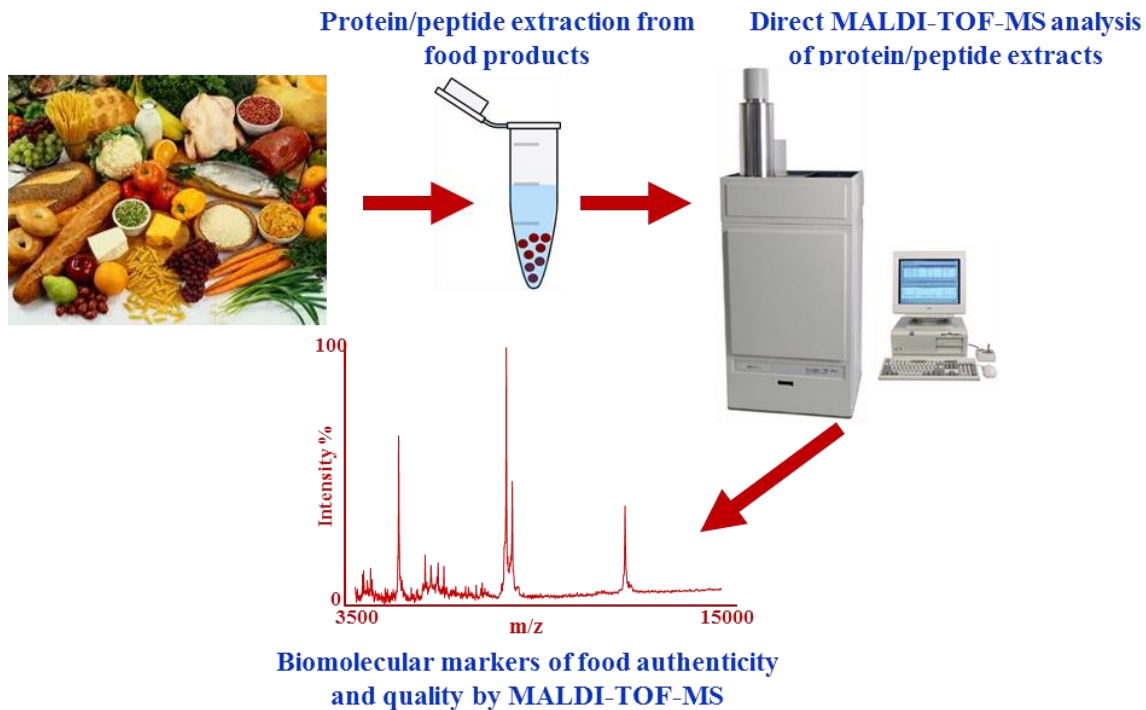 Protein/peptide extraction from
food products
Direct MALDI-TOF-MS analysis
of protein/peptide extracts
100
Intensity %
0
3500
15000
m/z
Biomolecular markers of food authenticity
and quality by MALDI-TOF-MS